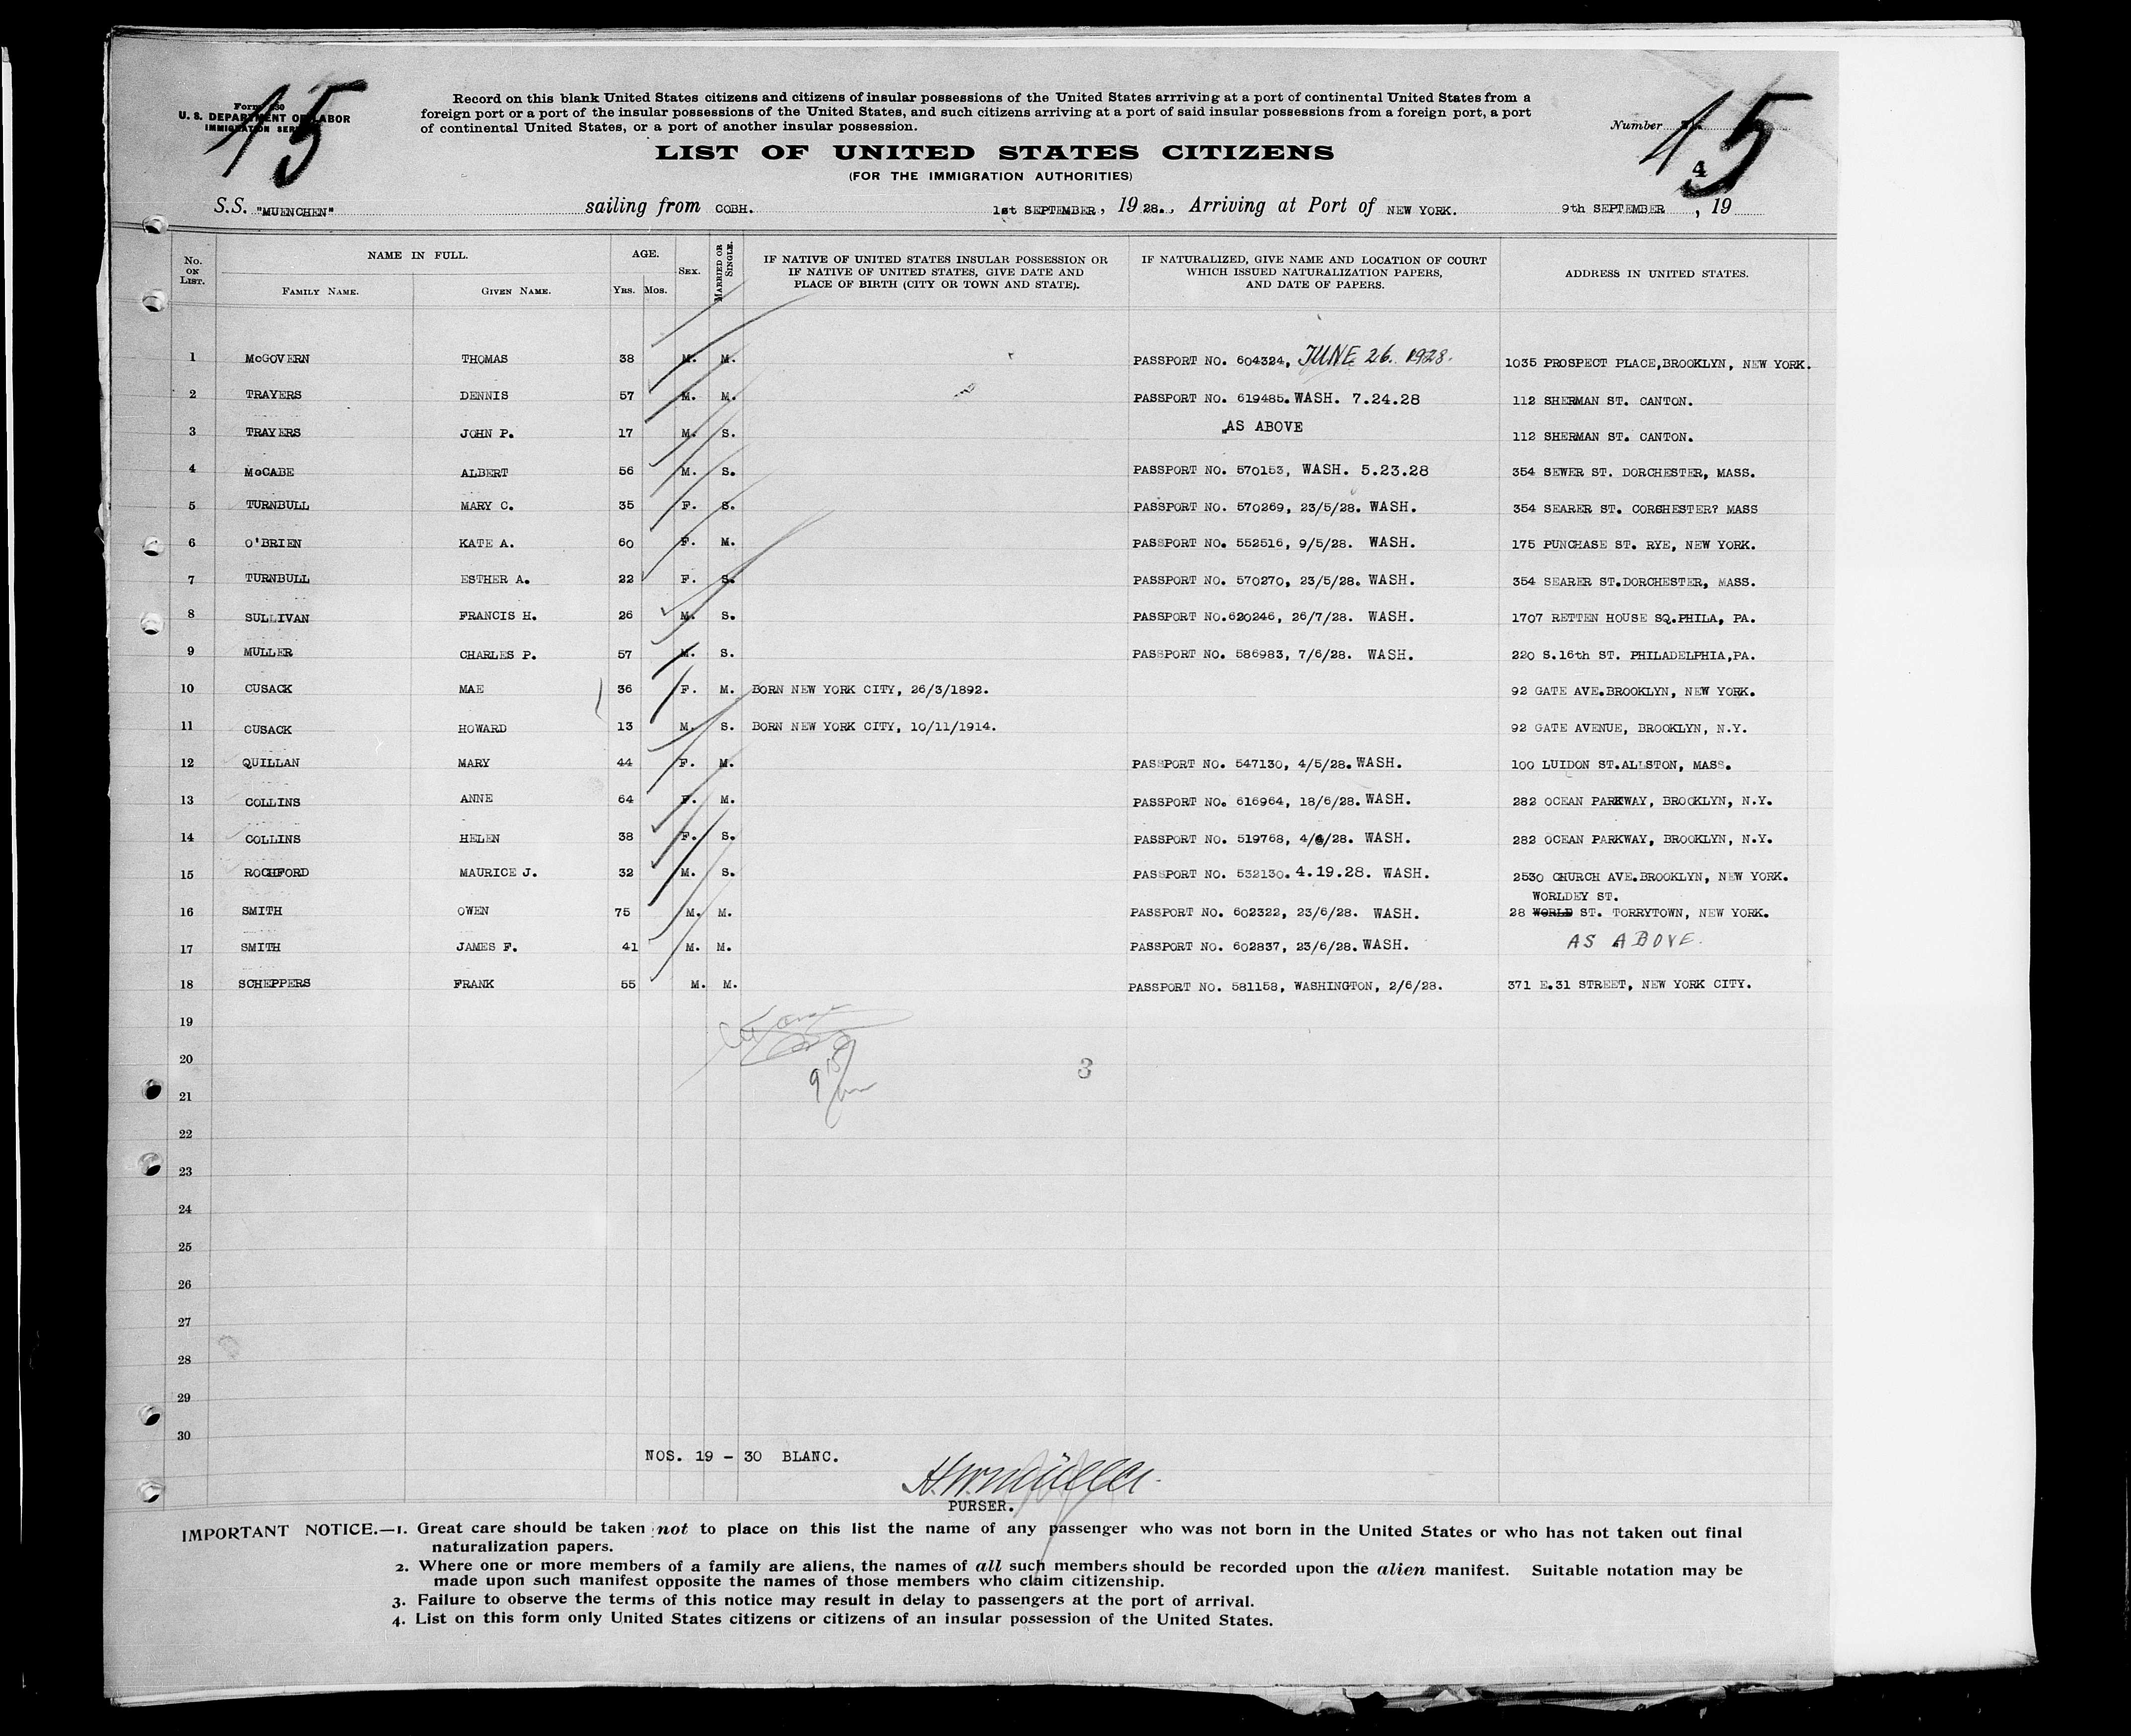 15
Form 630
U. S. DEPARTMENT OF LABOR
IMMIGRATION SERVICE
Record on this blank United States citizens and citizens of insular possessions of the United States arrriving at a port of continental United States from a
foreign port or a port of the insular possessions of the United States, and such citizens arriving at a port of said insular possessions from a foreign port, a port
of continental United States, or a port of another insular possession.
Number
15
4
LIST OF UNITED STATES CITIZENS
(FOR THE IMMIGRATION AUTHORITIES)
S.S. "MUENCHEN" sailing from COBH. 1st SEPTEMBER, 1928., Arriving at Port of NEW YORK. 9th SEPTEMBER, 19
No. ON LIST. NAME IN FULL. FAMILY NAME. GIVEN NAME. AGE. YRS. MOS. SEX. MARRIED OR SINGLE. IF NATIVE OF UNITED STATES INSULAR POSSESSION OR IF NATIVE OF UNITED STATES, GIVE DATE AND PLACE OF BIRTH (CITY OR TOWN AND STATE). IF NATURALIZED, GIVE NAME AND LOCATION OF COURT WHICH ISSUED NATURALIZATION PAPERS, AND DATE OF PAPERS. ADDRESS IN UNITED STATES.
1 McGOVERN THOMAS 38 M. M. PASSPORT NO. 604324, JUNE 26. 1928. 1035 PROSPECT PLACE,BROOKLYN, NEW YORK.
2 TRAYERS DENNIS 57 M. M. PASSPORT NO. 619485. WASH. 7.24.28 112 SHERMAN ST. CANTON.
3 TRAYERS JOHN P. 17 M. S. AS ABOVE 112 SHERMAN ST. CANTON.
4 McCABE ALBERT 56 M. S. PASSPORT NO. 570153, WASH. 5.23.28 354 SEWER ST. DORCHESTER, MASS.
5 TURNBULL MARY C. 35 F. S. PASSPORT NO. 570269, 23/5/28. WASH. 354 SEARER ST. CORSHESTER? MASS
6 O'BRIEN KATE A. 60 F. M. PASSPORT NO. 552516, 9/5/28. WASH. 175 PUNCHASE ST. RYE, NEW YORK.
7 TURNBULL ESTHER A. 22 F. S. PASSPORT NO. 570270, 23/5/28. WASH. 354 SEARER ST.DORCHESTER, MASS.
8 SULLIVAN FRANCIS H. 26 M. S. PASSPORT NO.620246, 26/7/28. WASH. 1707 RETTEN HOUSE SQ.PHILA, PA.
9 MULLER CHARLES P. 57 M. S. PASSPORT NO. 586983, 7/6/28. WASH. 220 S.16th ST. PHILADELPHIA,PA.
10 CUSACK MAE 36 F. M. BORN NEW YORK CITY, 26/3/1892. 92 GATE AVE.BROOKLYN, NEW YORK.
11 CUSACK HOWARD 13 M. S. BORN NEW YORK CITY, 10/11/1914. 92 GATE AVENUE, BROOKLYN, N.Y.
12 QUILLAN MARY 44 F. M. PASSPORT NO. 547130, 4/5/28. WASH. 100 LUIDON ST.ALLSTON, MASS.
13 COLLINS ANNE 64 F. M. PASSPORT NO. 616964, 18/6/28. WASH. 282 OCEAN PARKWAY, BROOKLYN, N.Y.
14 COLLINS HELEN 38 F. S. PASSPORT NO. 519768, 4/4/28. WASH. 282 OCEAN PARKWAY, BROOKLYN, N.Y.
15 ROCHFORD MAURICE J. 32 M. S. PASSPORT NO. 532130. 4.19.28. WASH. 2530 CHURCH AVE.BROOKLYN, NEW YORK.
WORLDEY ST.
16 SMITH OWEN 75 M. M. PASSPORT NO. 602322, 23/6/28. WASH. 28 WORLD ST. TORRYTOWN, NEW YORK.
17 SMITH JAMES F. 41 M. M. PASSPORT NO. 602837, 23/6/28. WASH. AS ABOVE.
18 SCHEPPERS FRANK 55 M. M. PASSPORT NO. 581158, WASHINGTON, 2/6/28. 371 E.31 STREET, NEW YORK CITY.
19
20
3
21
22
23
24
25
26
27
28
29
30
NOS. 19 - 30 BLANC.
H.W. Müller
PURSER.
IMPORTANT NOTICE.—1. Great care should be taken not to place on this list the name of any passenger who was not born in the United States or who has not taken out final
naturalization papers.
2. Where one or more members of a family are aliens, the names of all such members should be recorded upon the alien manifest. Suitable notation may be
made upon such manifest opposite the names of those members who claim citizenship.
3. Failure to observe the terms of this notice may result in delay to passengers at the port of arrival.
4. List on this form only United States citizens or citizens of an insular possession of the United States.